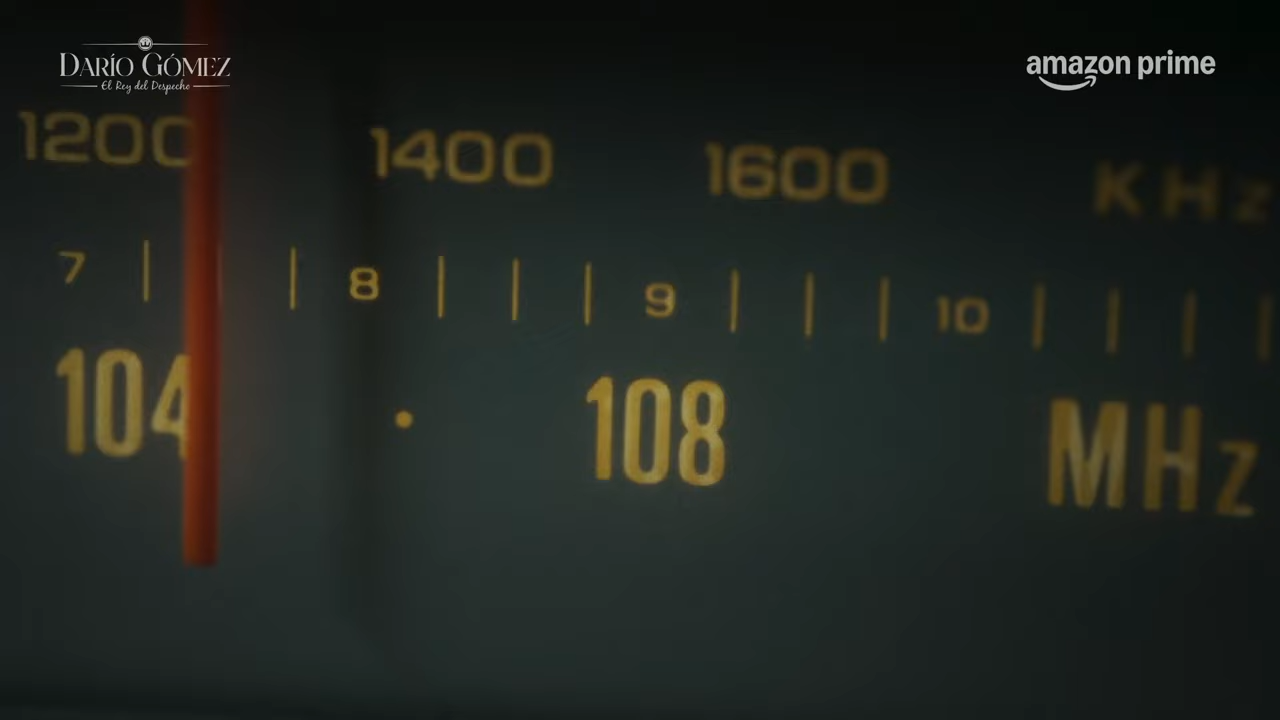 DARÍO GÓMEZ
El Rey del Despecho
amazon prime
1200 1400 1600 KHz
7 8 9 10
104 108 MHz